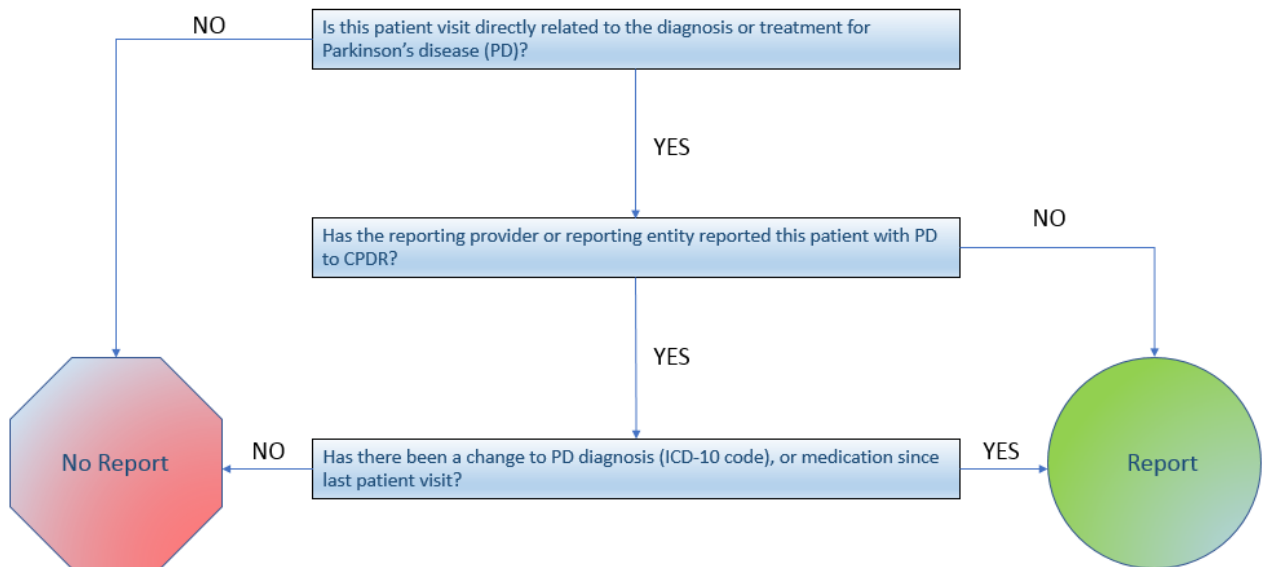 NO
Is this patient visit directly related to the diagnosis or treatment for
Parkinson’s disease (PD)?
YES
Has the reporting provider or reporting entity reported this patient with PD
to CPDR?
NO
YES
No Report
NO
Has there been a change to PD diagnosis (ICD-10 code), or medication since
last patient visit?
YES
Report